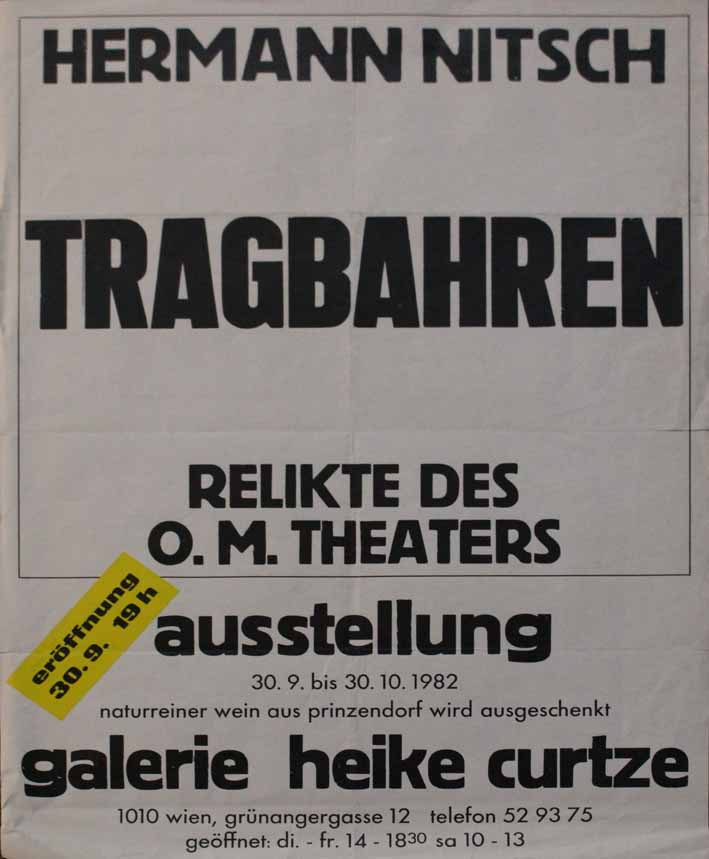 HERMANN NITSCH
TRAGBAHREN
RELIKTE DES
O. M. THEATERS
eröffnung
30. 9. 19 h
ausstellung
30. 9. bis 30. 10. 1982
naturreiner wein aus prinzendorf wird ausgeschenkt
galerie heike curtze
1010 wien, grünangergasse 12 telefon 52 93 75
geöffnet: di. - fr. 14 - 18³⁰ sa 10 - 13